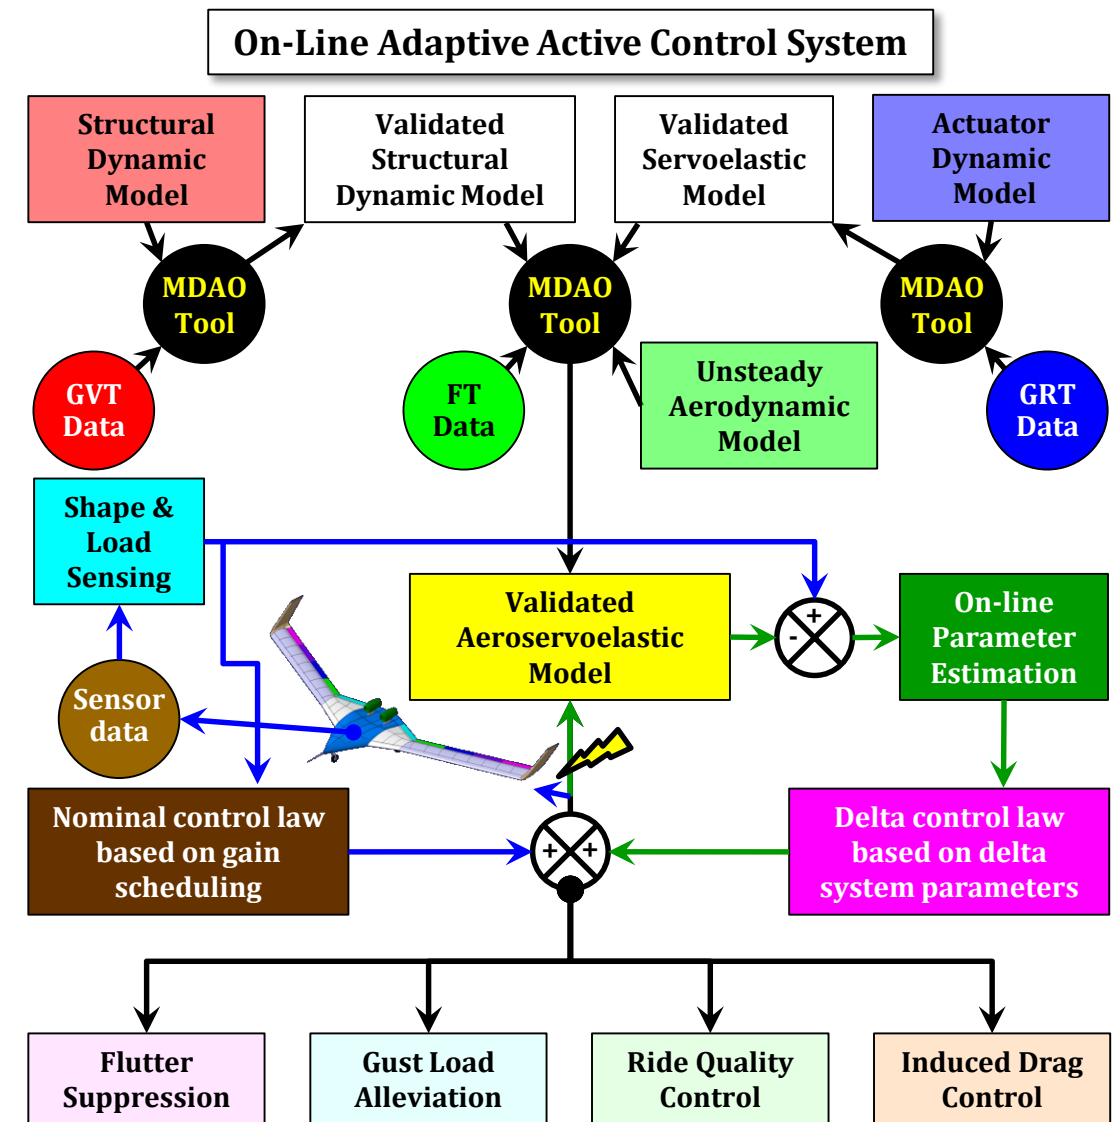 On-Line Adaptive Active Control System
Structural
Dynamic
Model
Validated
Structural
Dynamic Model
Validated
Servoelastic
Model
Actuator
Dynamic
Model
MDAO
Tool
MDAO
Tool
MDAO
Tool
GVT
Data
FT
Data
Unsteady
Aerodynamic
Model
GRT
Data
Shape &
Load
Sensing
Validated
Aeroservoelastic
Model
+
-
On-line
Parameter
Estimation
Sensor
data
Nominal control law
based on gain
scheduling
+ +
Delta control law
based on delta
system parameters
Flutter
Suppression
Gust Load
Alleviation
Ride Quality
Control
Induced Drag
Control